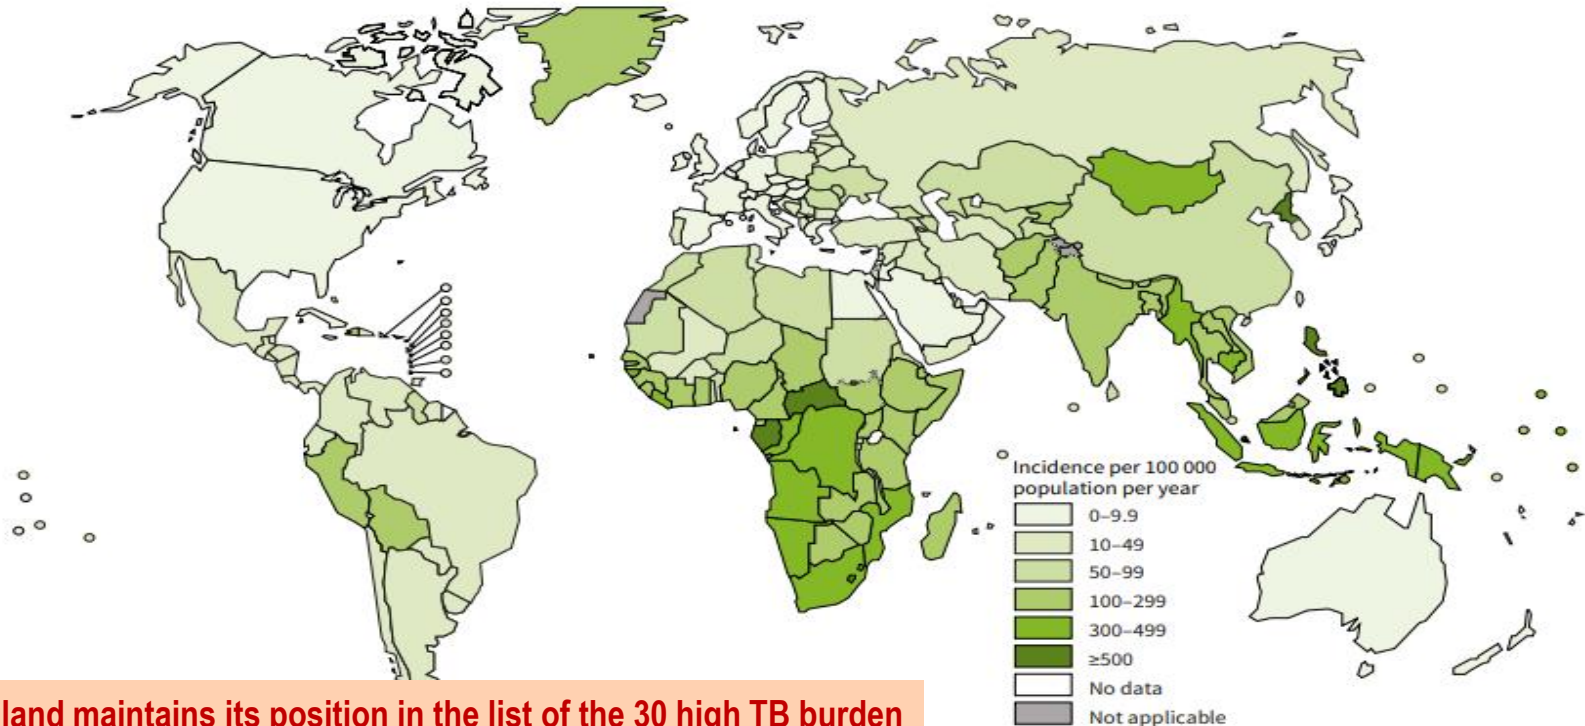 Incidence per 100 000
population per year
0–9.9
10–49
50–99
100–299
300–499
≥500
No data
Not applicable
land maintains its position in the list of the 30 high TB burden